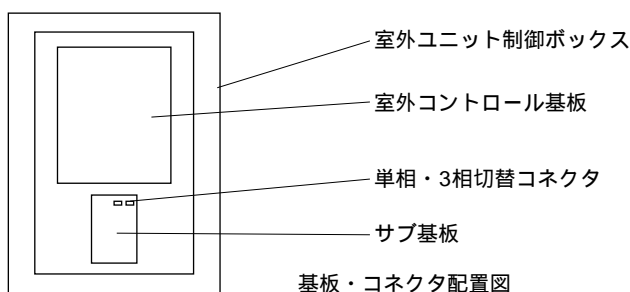 室外ユニット制御ボックス
室外コントロール基板
単相・3相切替コネクタ
サブ基板
基板・コネクタ配置図